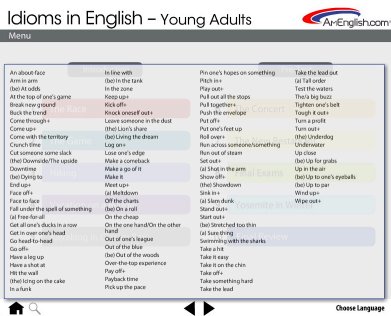 Idioms in English – Young Adults
AMENGLISH.com
Menu
An about-face
Arm in arm
(be) At odds
At the top of one's game
Break new ground
Buck the trend
Come through+
Come up+
Come with the territory
Crunch time
Cut someone some slack
(the) Downside/The upside
Downtime
(be) Dying to
End up+
Face off+
Face to face
Fall under the spell of something
(a) Free-for-all
Get all one's ducks in a row
Get in over one's head
Go head-to-head
Go off+
Have a leg up
Have a shot at
Hit the wall
(the) Icing on the cake
In a funk
In line with
(be) In the tank
In the zone
Keep up+
Kick off+
Knock oneself out+
Leave someone in the dust
(the) Lion's share
(be) Living the dream
Log on+
Lose one's edge
Make a comeback
Make a go of it
Make it
Meet up+
(a) Meltdown
Off the charts
(be) On a roll
On the cheap
On the one hand/On the other hand
Out of one's league
Out of the blue
(be) Out of the woods
Over-the-top experience
Pay off+
Payback time
Pick up the pace
Pin one's hopes on something
Pitch in+
Play out+
Pull out all the stops
Pull together+
Push the envelope
Put off+
Put one's feet up
Roll over+
Run across someone/something
Run out of steam
Set out+
(a) Shot in the arm
Show off+
(the) Showdown
Sink in+
(a) Slam dunk
Stand out+
Start out+
(be) Stretched too thin
(a) Sure thing
Swimming with the sharks
Take a hit
Take it easy
Take it on the chin
Take off+
Take something hard
Take the lead
Take the lead out
(a) Tall order
Test the waters
The/a big buzz
Tighten one's belt
Tough it out+
Turn a profit
Turn out+
(the) Underdog
Underwater
Up close
(be) Up for grabs
Up in the air
(be) Up to one's eyeballs
(be) Up to par
Wind up+
Wipe out+
Choose Language